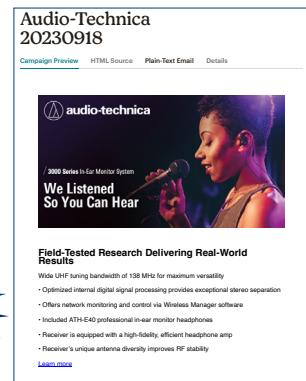 Audio-Technica
20230918
Campaign Preview HTML Source Plain-Text Email Details
audio-technica
3000 Series In-Ear Monitor System
We Listened
So You Can Hear
Field-Tested Research Delivering Real-World
Results
Wide UHF tuning bandwidth of 138 MHz for maximum versatility
• Optimized internal digital signal processing provides exceptional stereo separation
• Offers network monitoring and control via Wireless Manager software
• Included ATH-E40 professional in-ear monitor headphones
• Receiver is equipped with a high-fidelity, efficient headphone amp
• Receiver's unique antenna diversity improves RF stability
Learn more